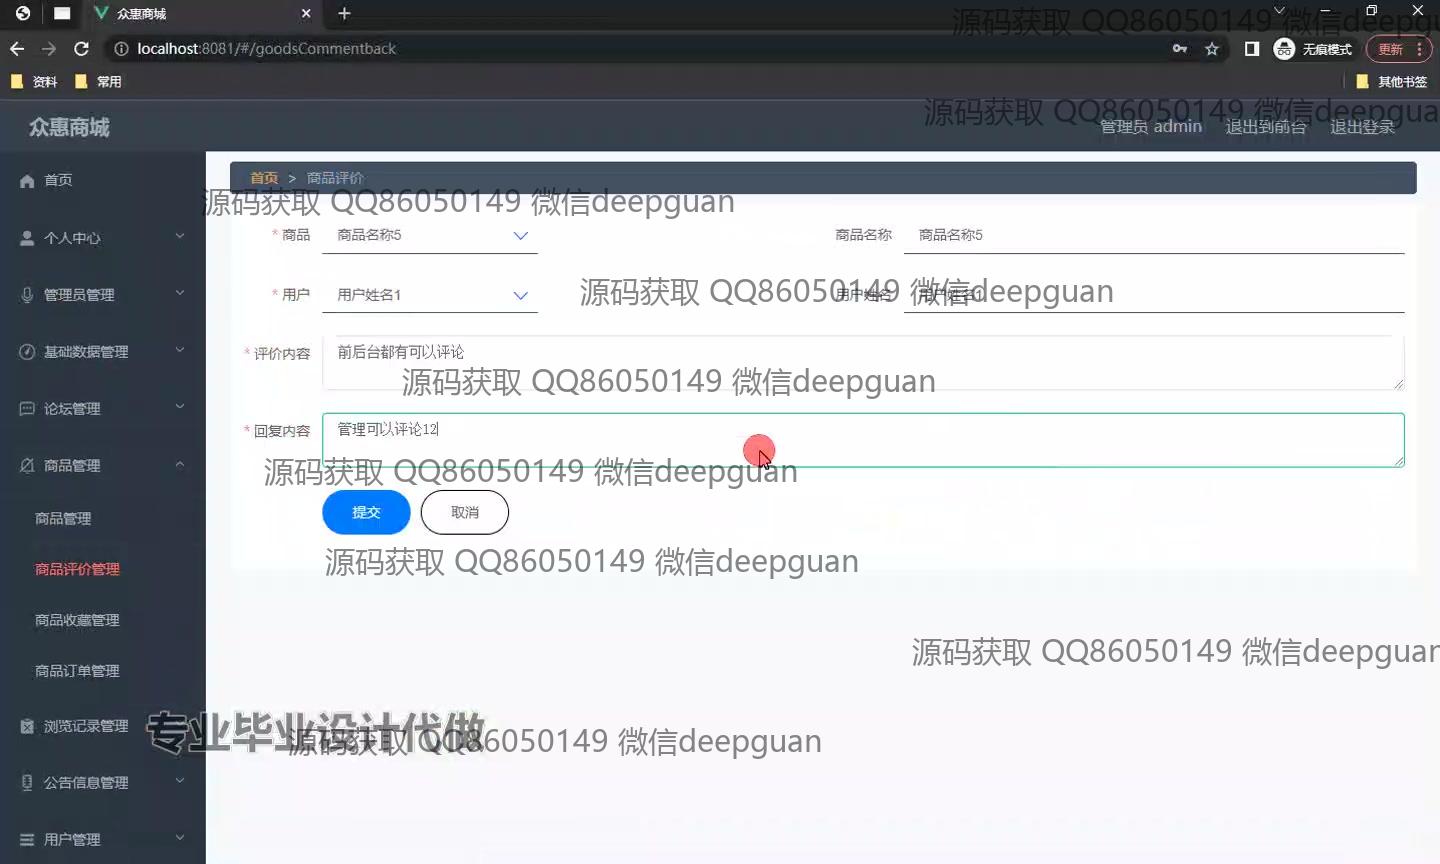 众惠商城
源码获取 QQ86050149 微信deepgu
localhost:8081/#/goodsCommentback
无痕模式
更新
资料
常用
其他书签
众惠商城
源码获取 QQ86050149 微信deepgua
管理员 admin
退出到前台
退出登录
首页
首页 > 商品评价
源码获取 QQ86050149 微信deepguan
个人中心
* 商品
商品名称5
商品名称
商品名称5
管理员管理
* 用户
用户姓名1
用户姓名
用户姓名1
源码获取 QQ86050149 微信deepguan
基础数据管理
* 评价内容
前后台都有可以评论
源码获取 QQ86050149 微信deepguan
论坛管理
* 回复内容
管理可以评论12
商品管理
源码获取 QQ86050149 微信deepguan
商品管理
提交
取消
商品评价管理
源码获取 QQ86050149 微信deepguan
商品收藏管理
源码获取 QQ86050149 微信deepguan
商品订单管理
浏览记录管理
专业毕业设计代做
源码获取 QQ86050149 微信deepguan
公告信息管理
用户管理